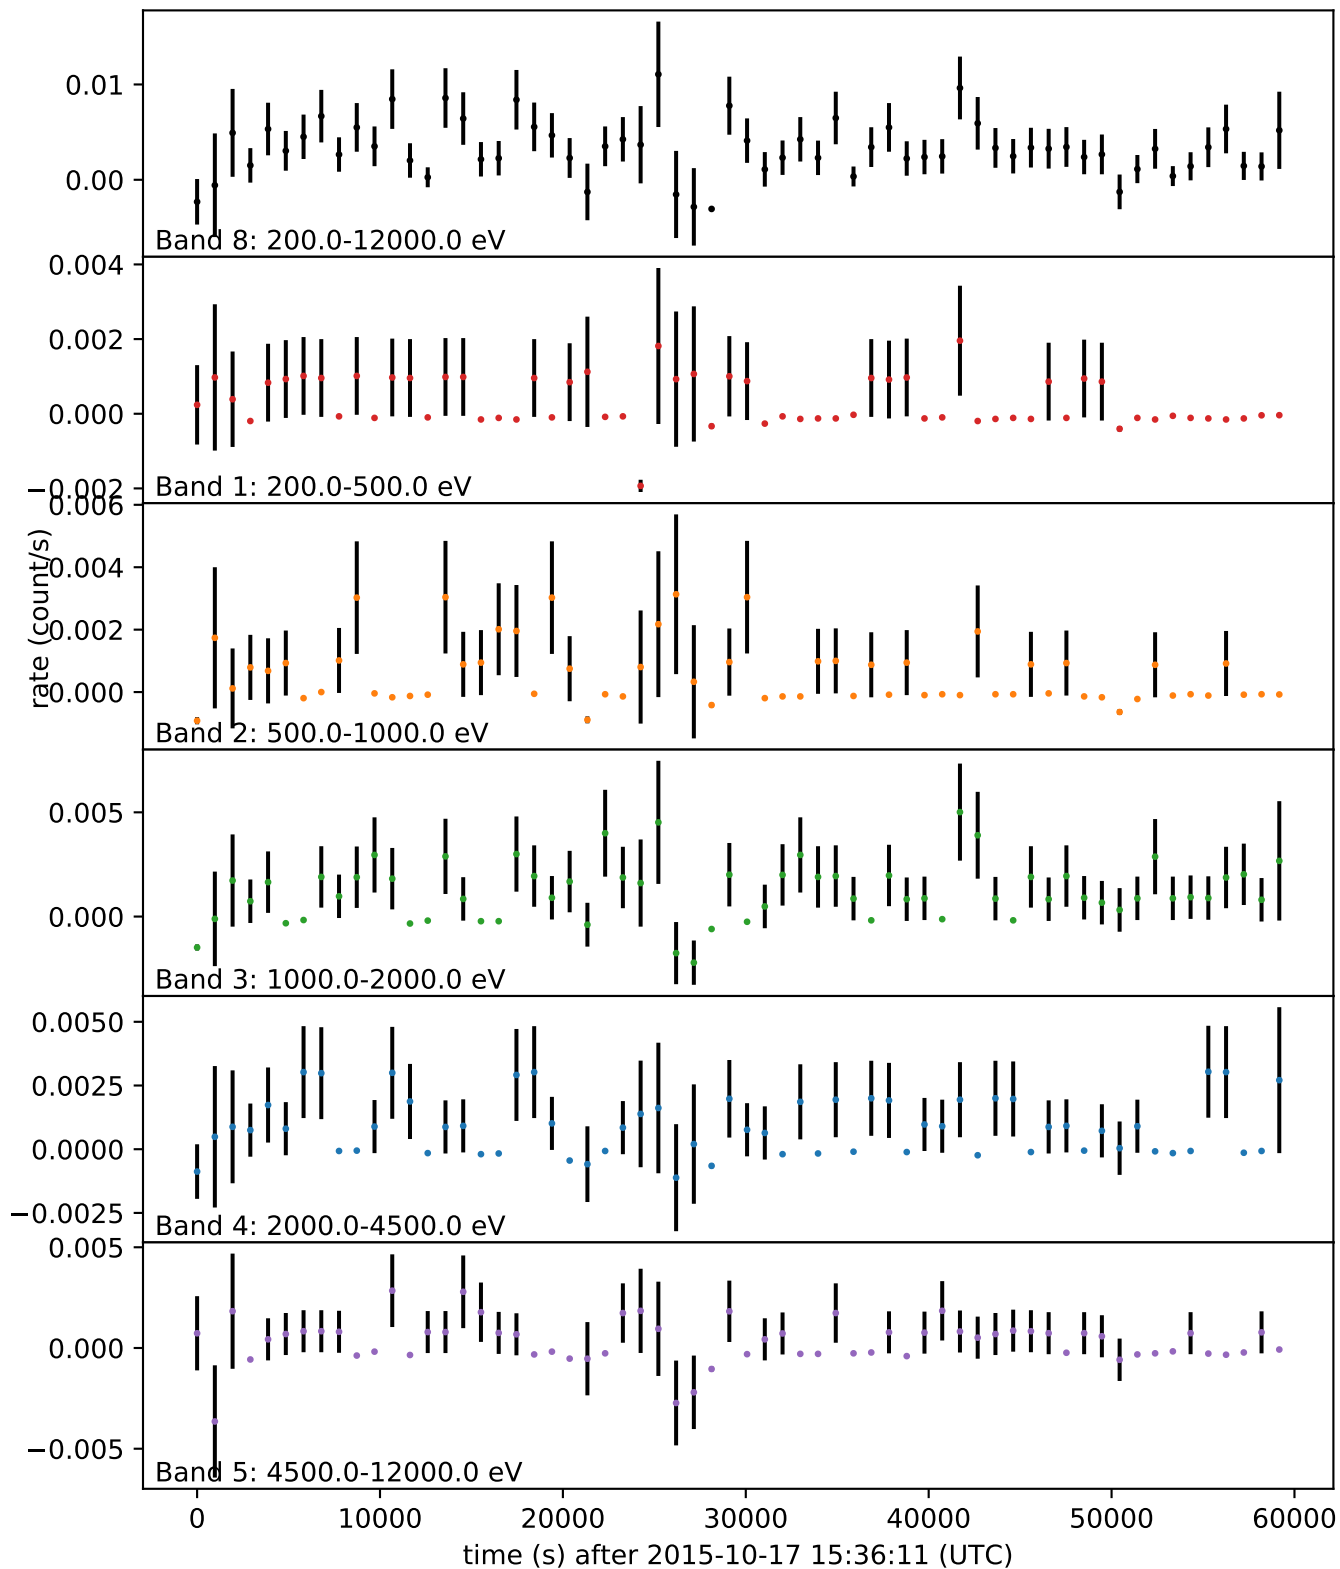 0.01
0.00
Band 8: 200.0-12000.0 eV
0.004
0.002
0.000
−0.002
Band 1: 200.0-500.0 eV
0.006
0.004
0.002
0.000
rate (count/s)
Band 2: 500.0-1000.0 eV
0.005
0.000
Band 3: 1000.0-2000.0 eV
0.0050
0.0025
0.0000
−0.0025
Band 4: 2000.0-4500.0 eV
0.005
0.000
−0.005
Band 5: 4500.0-12000.0 eV
0 10000 20000 30000 40000 50000 60000
time (s) after 2015-10-17 15:36:11 (UTC)